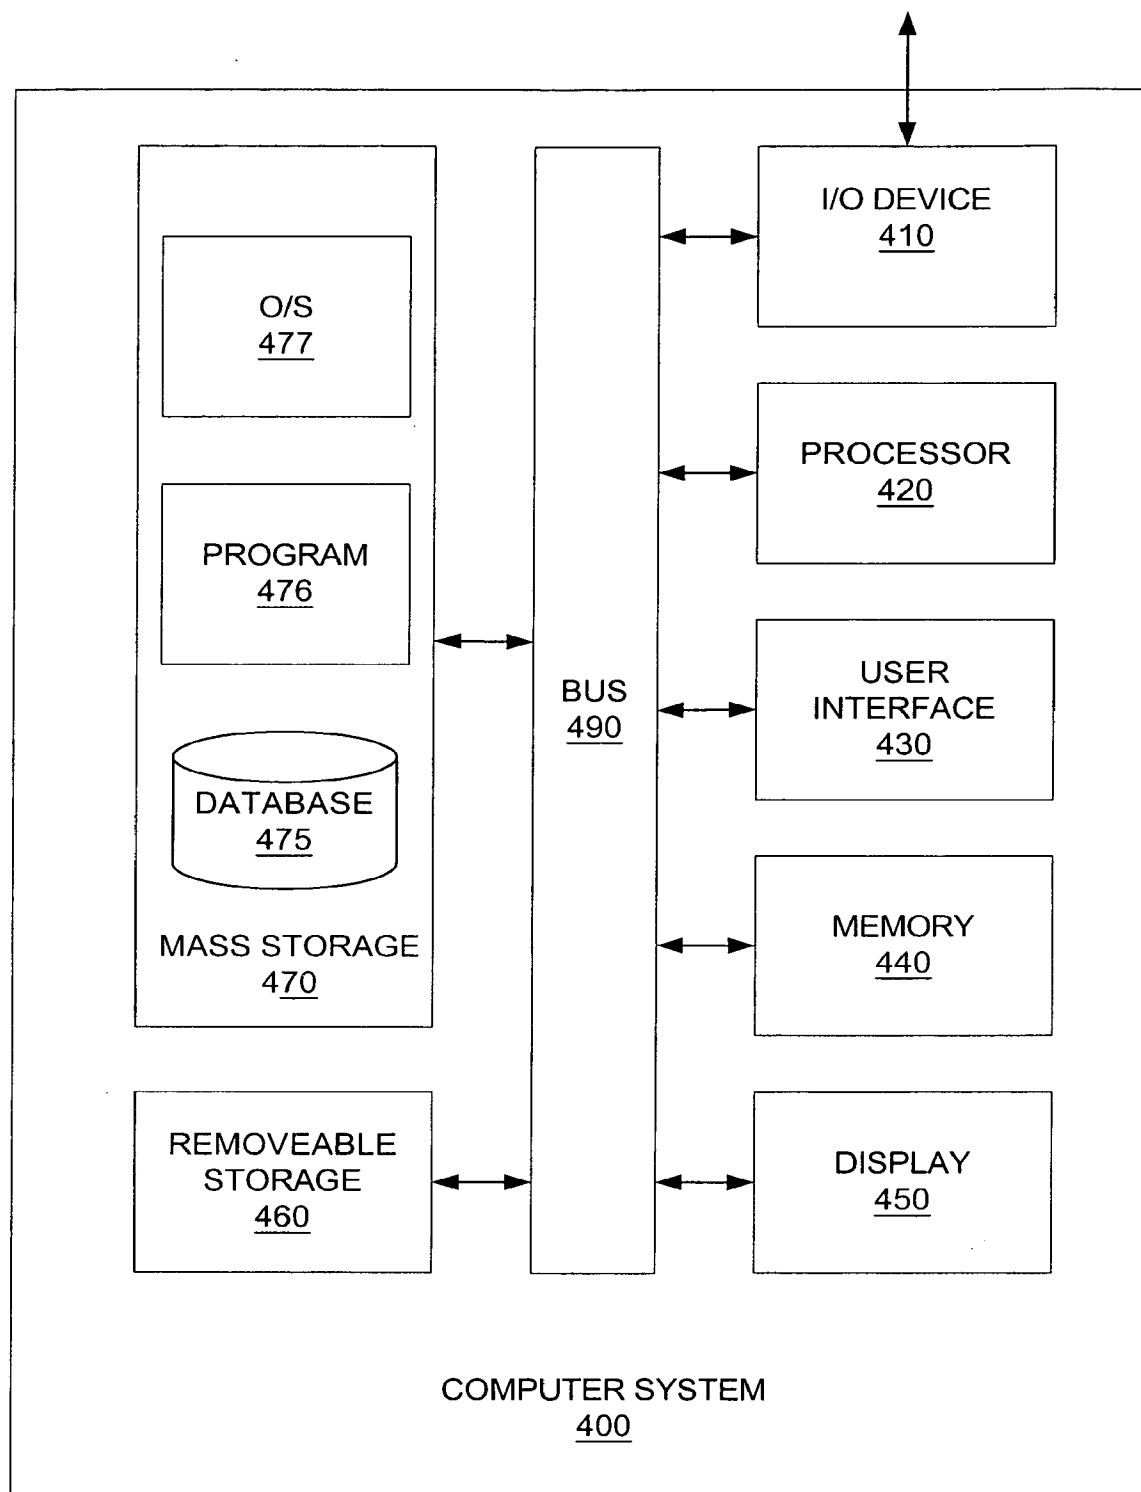 I/O DEVICE
410
O/S
477
PROCESSOR
420
PROGRAM
476
USER
INTERFACE
430
BUS
490
DATABASE
475
MEMORY
440
MASS STORAGE
470
REMOVEABLE
STORAGE
460
DISPLAY
450
COMPUTER SYSTEM
400